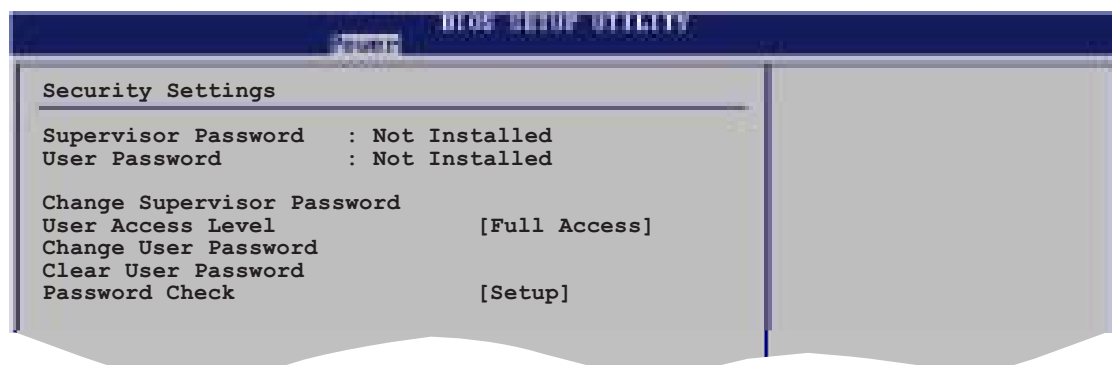 BIOS SETUP UTILITY
Security Settings
Supervisor Password : Not Installed
User Password : Not Installed
Change Supervisor Password
User Access Level [Full Access]
Change User Password
Clear User Password
Password Check [Setup]